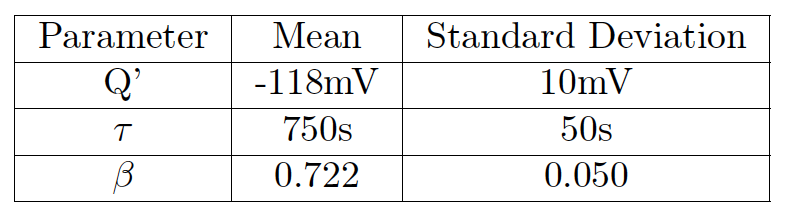 Parameter Mean Standard Deviation
Q' -118mV 10mV
τ 750s 50s
β 0.722 0.050